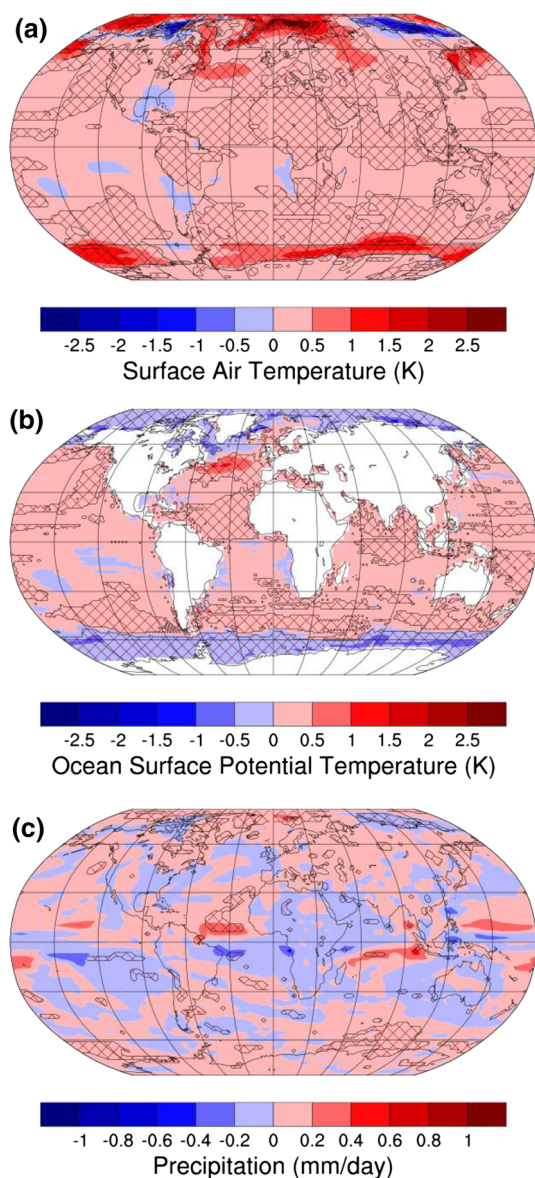 (a)
-2.5 -2 -1.5 -1 -0.5 0 0.5 1 1.5 2 2.5
Surface Air Temperature (K)
(b)
-2.5 -2 -1.5 -1 -0.5 0 0.5 1 1.5 2 2.5
Ocean Surface Potential Temperature (K)
(c)
-1 -0.8 -0.6 -0.4 -0.2 0 0.2 0.4 0.6 0.8 1
Precipitation (mm/day)